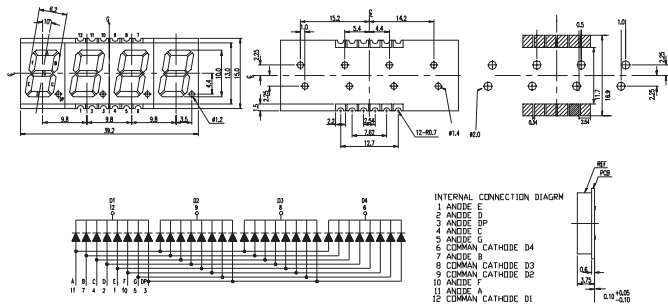 6.2
10°
12 11 10 9 8 7
1 2 3 4 5 6
4.4
10.0
13.0
15.0
9.8 9.8 9.8 3.5
ø1.2
39.2
15.2 14.2
1.0
5.4 4.4
2.25
2.25
1.5
2.2 2.54
7.62
12.7
12-R0.7
ø1.4
0.5
1.0
2.25
2.25
11.7
16.9
ø2.0
0.34
2.54
D1 D2 D3 D4
12 9 8 6
A B C D E F G DP
11 7 4 2 1 10 5 3
INTERNAL CONNECTION DIAGRM
1 ANODE E
2 ANODE D
3 ANODE DP
4 ANODE C
5 ANODE G
6 COMMAN CATHODE D4
7 ANODE B
8 COMMAN CATHODE D3
9 COMMAN CATHODE D2
10 ANODE F
11 ANODE A
12 COMMAN CATHODE D1
REF
PCB
0.6
3.75
0.10 +0.05
-0.10